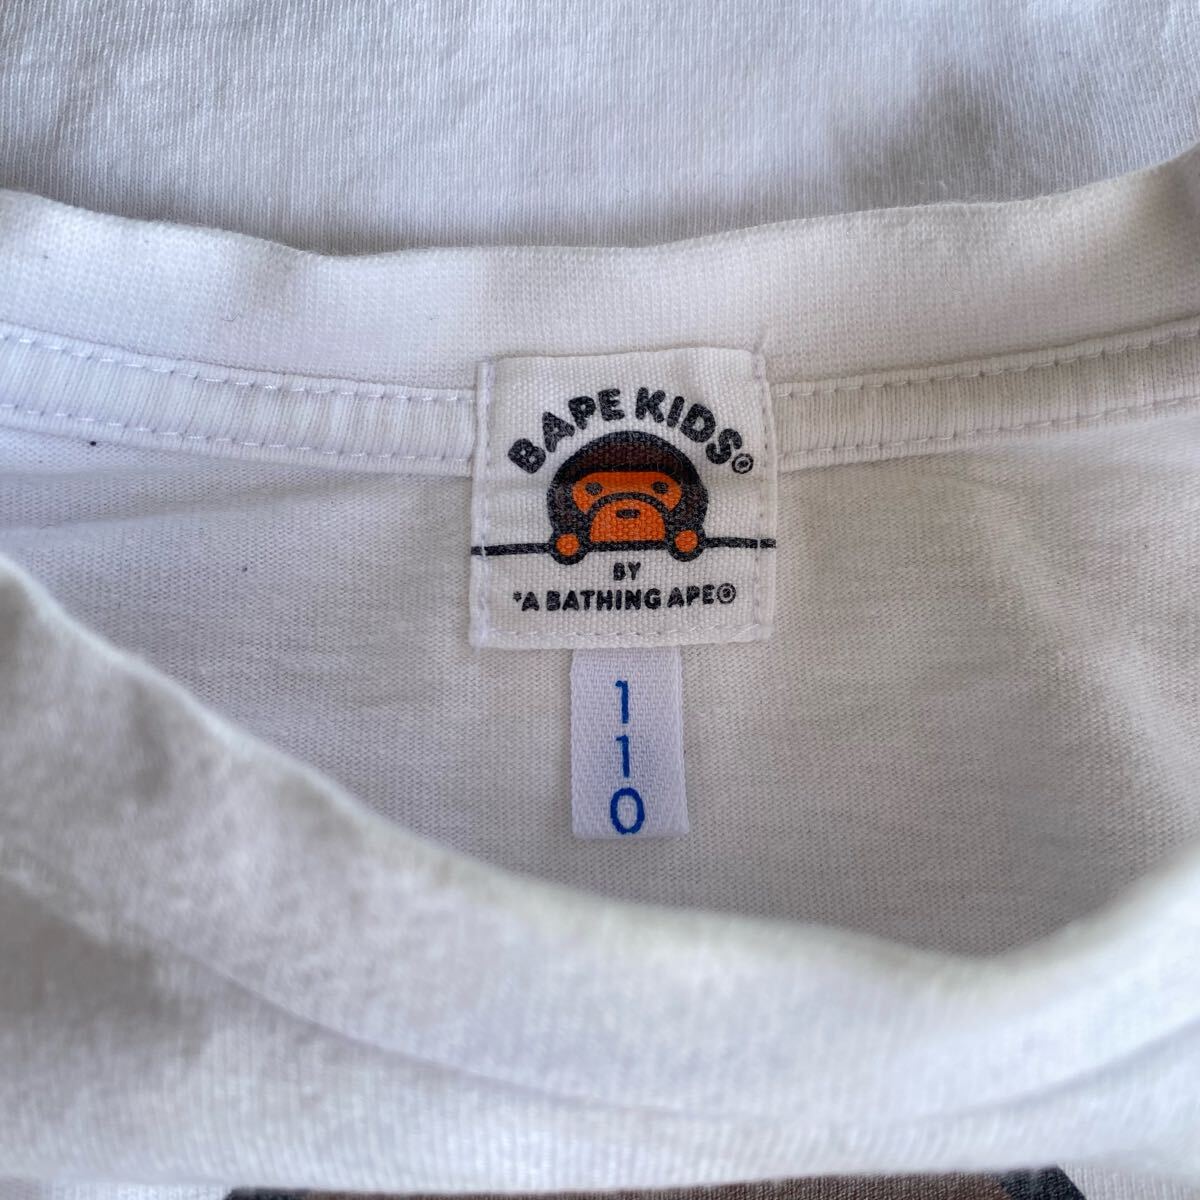 BAPE KIDS®
BY
*A BATHING APE®
110